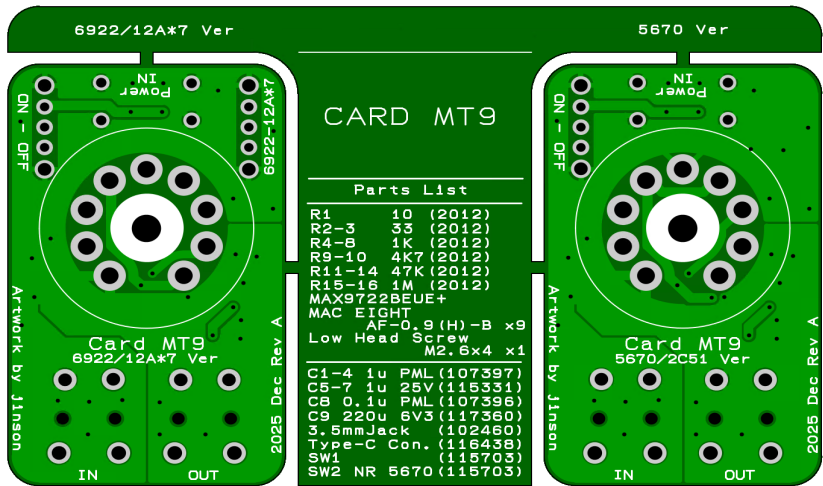 6922/12A*7 Ver
5670 Ver
IN
Power
ON - OFF
6922-12A*7
IN
Power
ON - OFF
CARD MT9
Parts List
R1 10 (2012)
R2-3 33 (2012)
R4-8 1K (2012)
R9-10 4K7 (2012)
R11-14 47K (2012)
R15-16 1M (2012)
MAX9722BEUE+
MAC EIGHT
AF-0.9(H)-B x9
Low Head Screw
M2.6x4 x1
C1-4 1u PML(107397)
C5-7 1u 25V(115331)
C8 0.1u PML(107396)
C9 220u 6V3(117360)
3.5mmJack (102460)
Type-C Con.(116438)
SW1 (115703)
SW2 NR 5670(115703)
Artwork by Jinson
Card MT9
6922/12A*7 Ver
2025 Dec Rev A
IN
OUT
Artwork by Jinson
Card MT9
5670/2C51 Ver
2025 Dec Rev A
IN
OUT